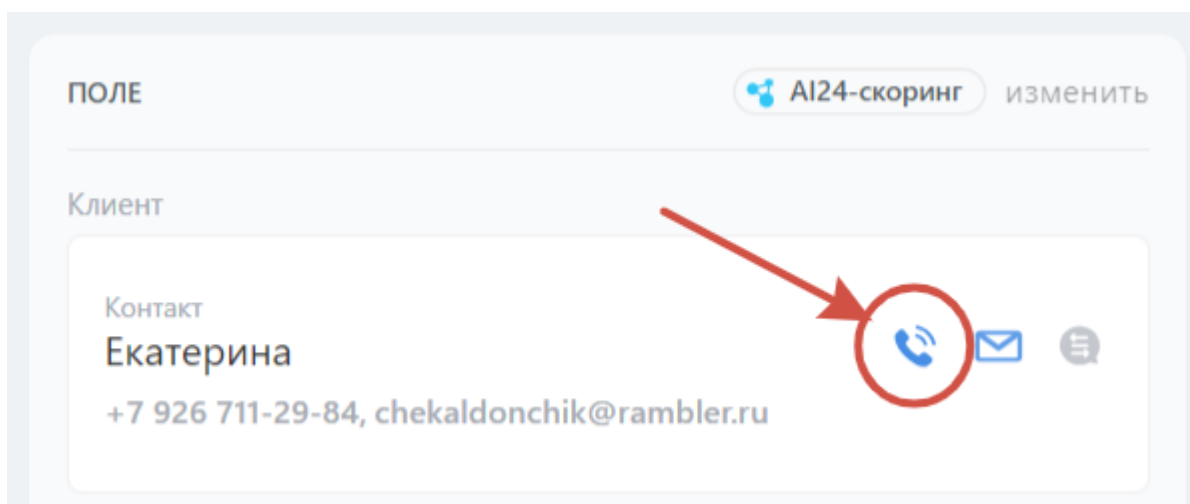 ПОЛЕ
AI24-скоринг изменить
Клиент
Контакт
Екатерина
+7 926 711-29-84, chekaldonchik@rambler.ru